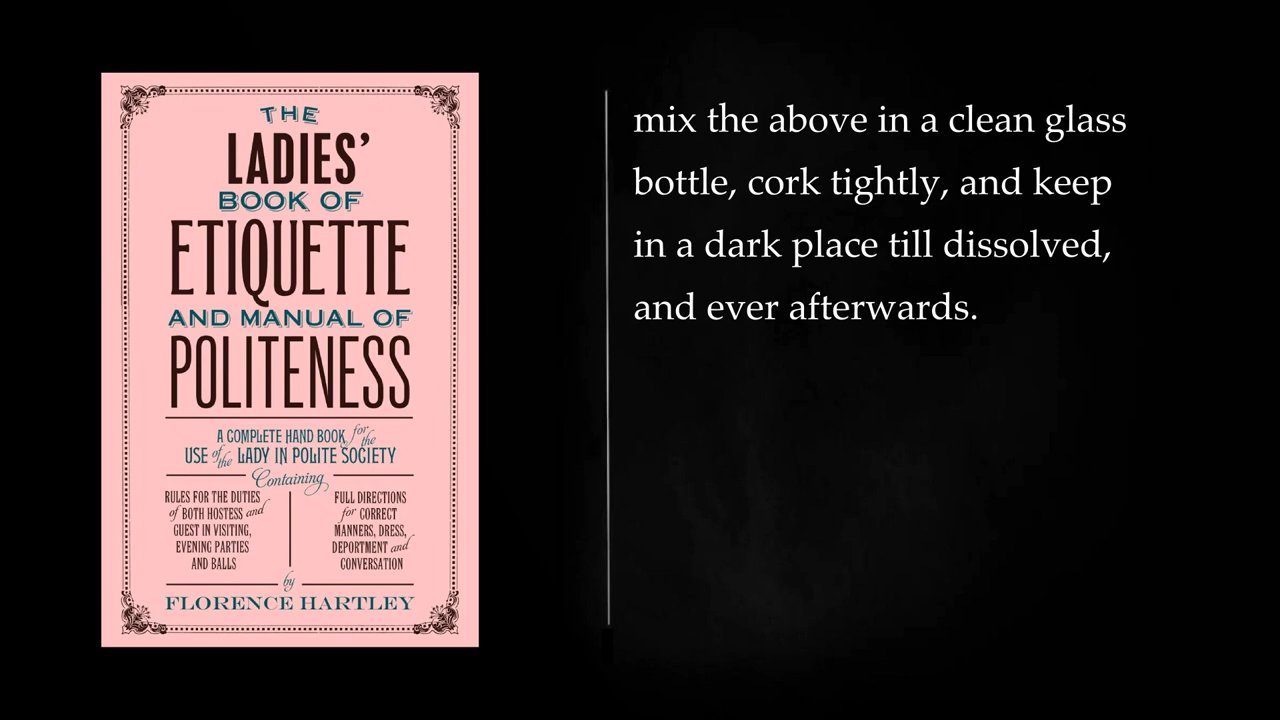 THE
LADIES'
BOOK OF
ETIQUETTE
AND MANUAL OF
POLITENESS
A COMPLETE HAND BOOK for the
USE of the LADY IN POLITE SOCIETY
Containing
RULES FOR THE DUTIES
of BOTH HOSTESS and
GUEST IN VISITING,
EVENING PARTIES
AND BALLS
FULL DIRECTIONS
for CORRECT
MANNERS, DRESS,
DEPORTMENT and
CONVERSATION
by
FLORENCE HARTLEY
mix the above in a clean glass
bottle, cork tightly, and keep
in a dark place till dissolved,
and ever afterwards.